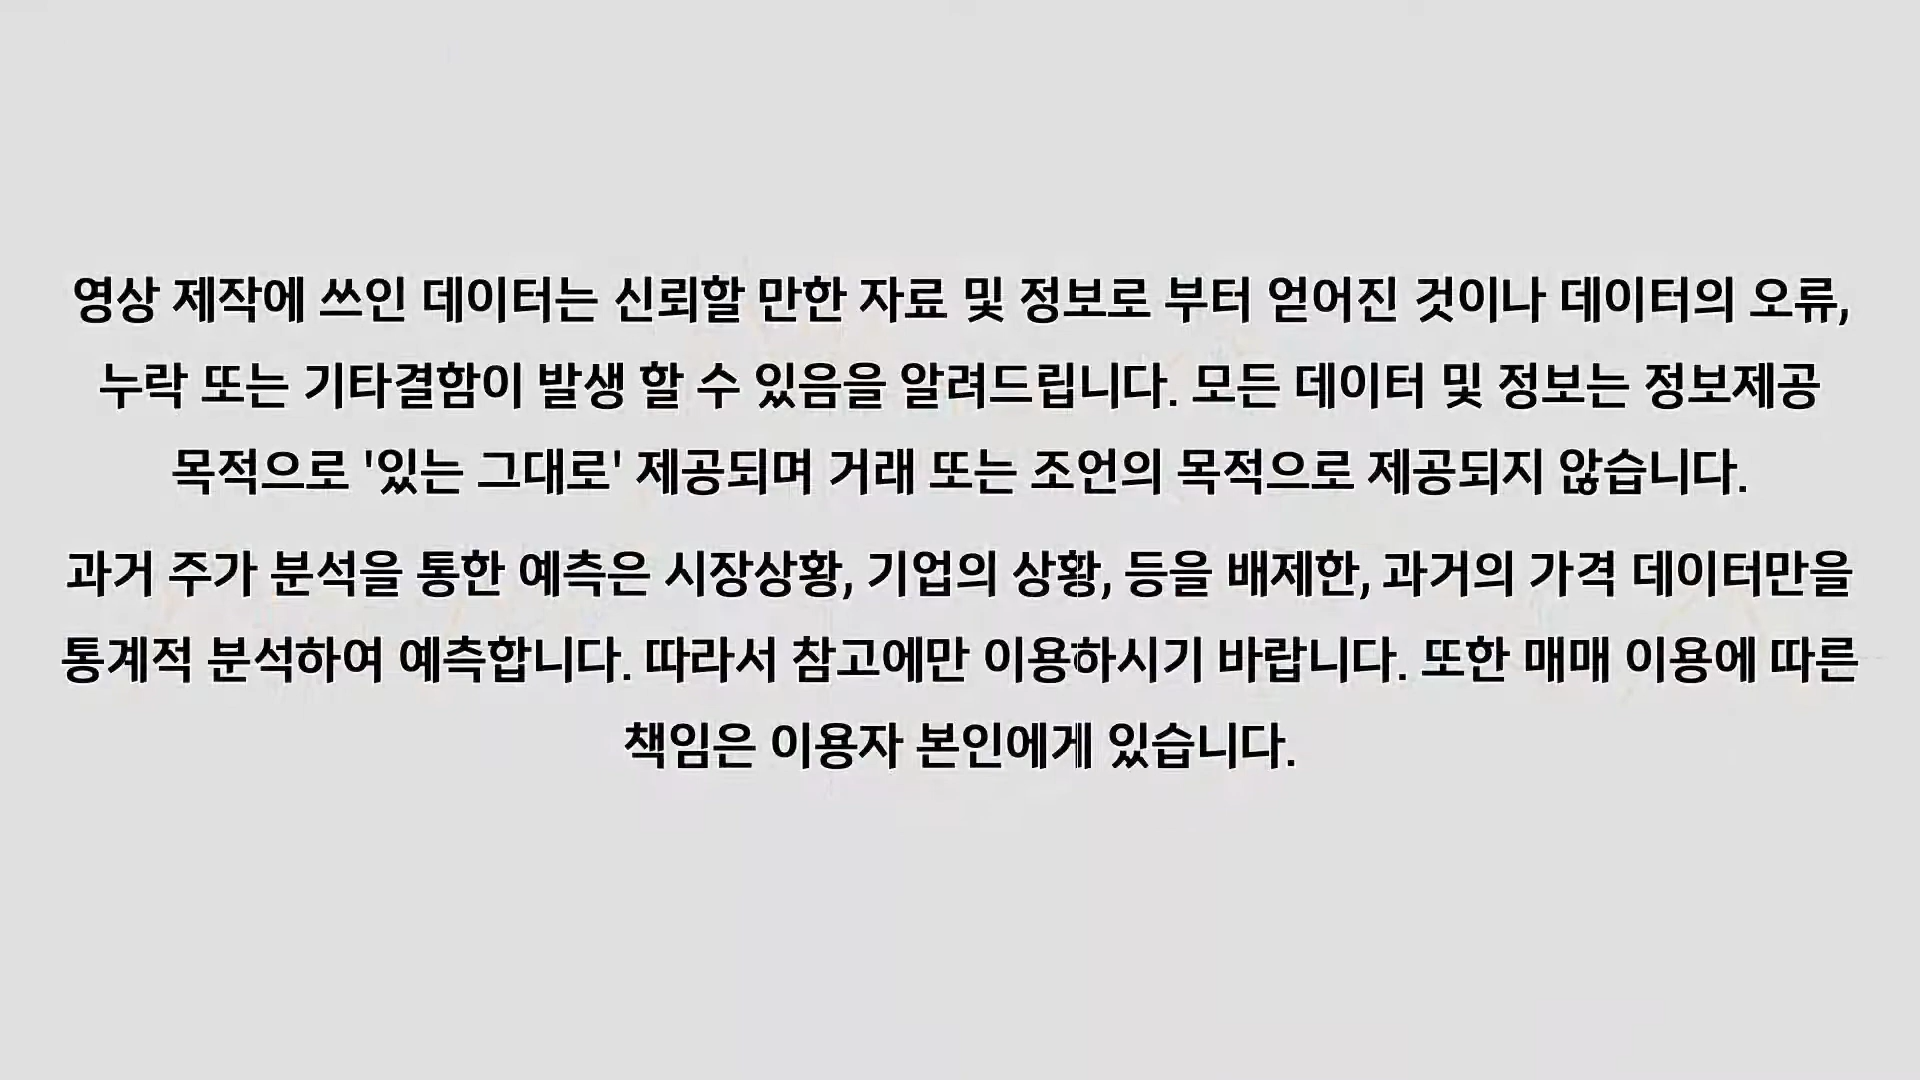 영상 제작에 쓰인 데이터는 신뢰할 만한 자료 및 정보로 부터 얻어진 것이나 데이터의 오류,
누락 또는 기타결함이 발생 할 수 있음을 알려드립니다. 모든 데이터 및 정보는 정보제공
목적으로 '있는 그대로' 제공되며 거래 또는 조언의 목적으로 제공되지 않습니다.
과거 주가 분석을 통한 예측은 시장상황, 기업의 상황, 등을 배제한, 과거의 가격 데이터만을
통계적 분석하여 예측합니다. 따라서 참고에만 이용하시기 바랍니다. 또한 매매 이용에 따른
책임은 이용자 본인에게 있습니다.